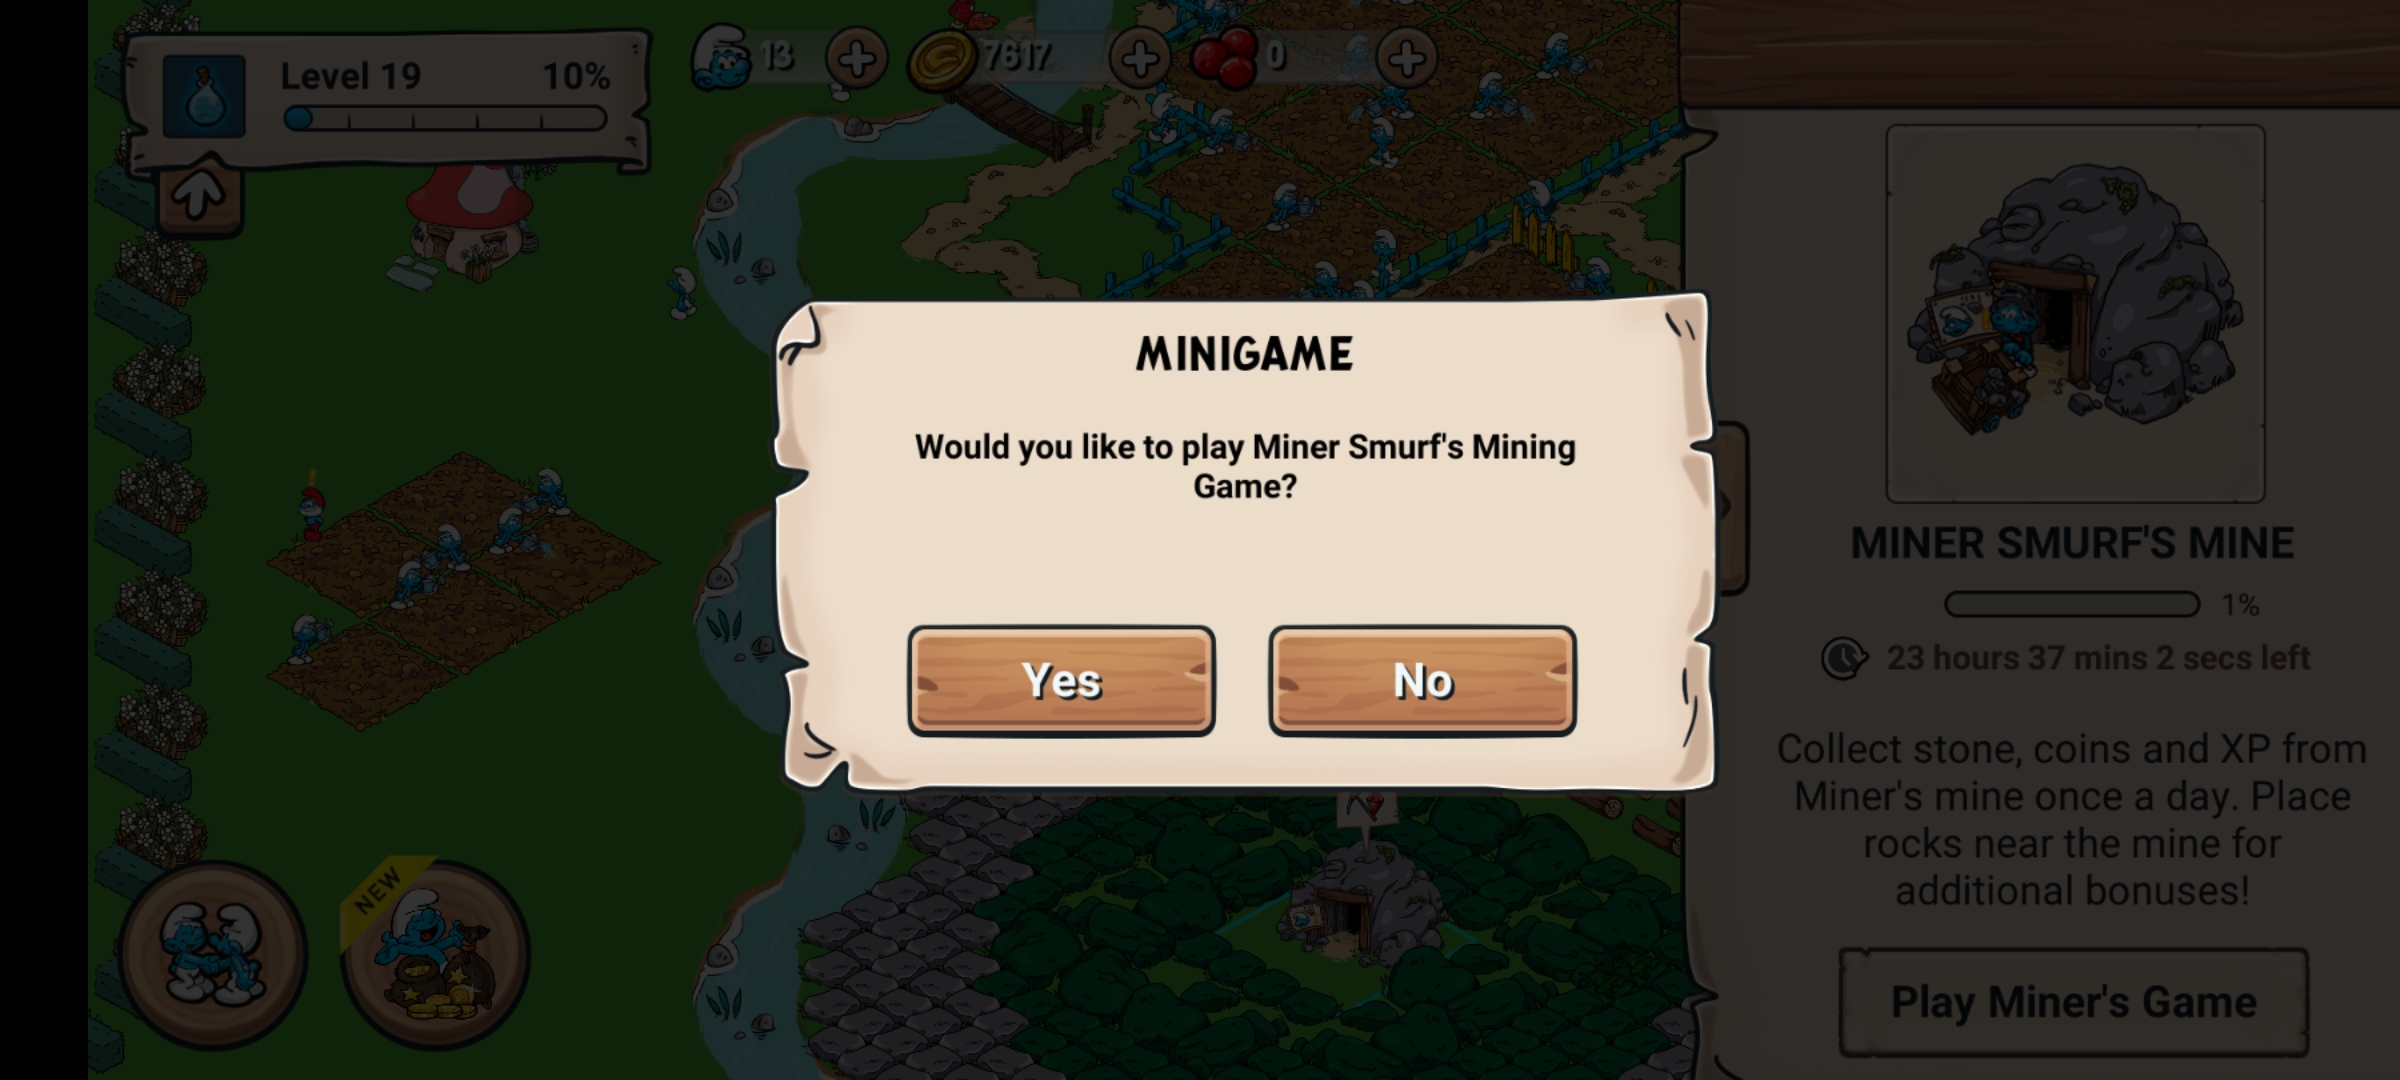 Level 19 10%
13
7617
0
MINIGAME
Would you like to play Miner Smurf's Mining
Game?
Yes
No
NEW
MINER SMURF'S MINE
1%
23 hours 37 mins 2 secs left
Collect stone, coins and XP from
Miner's mine once a day. Place
rocks near the mine for
additional bonuses!
Play Miner's Game